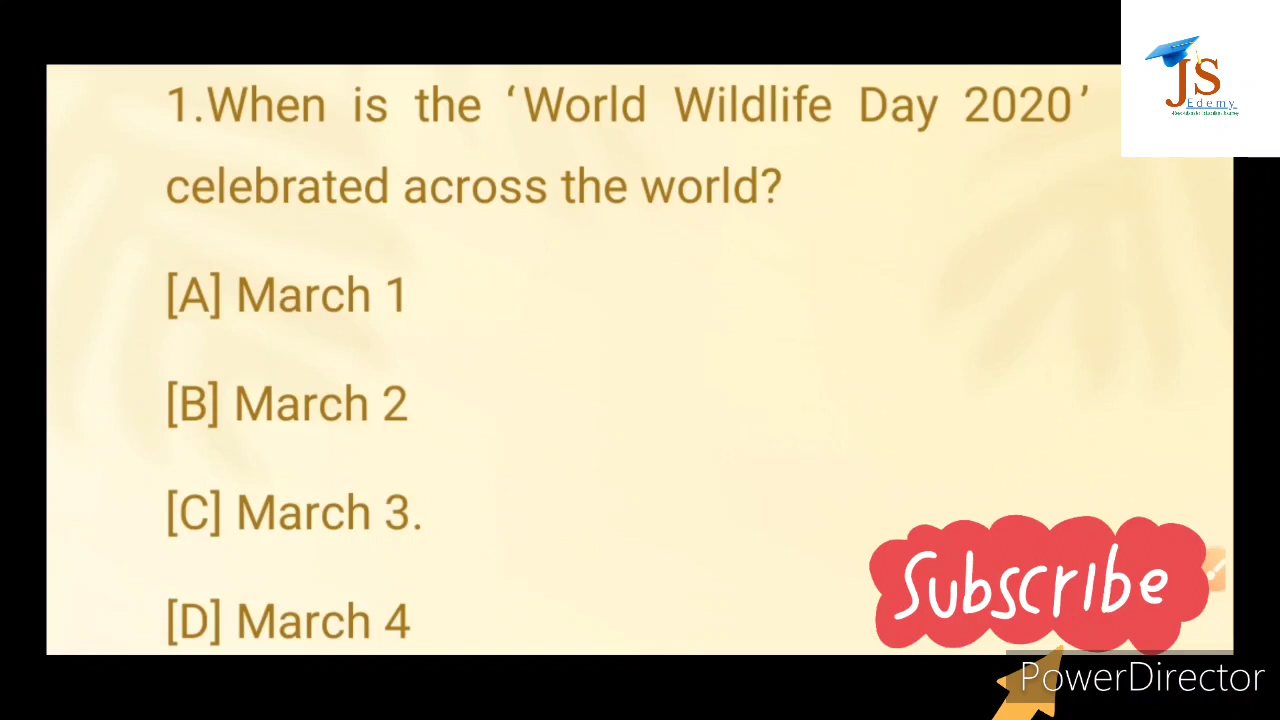 JS
Edemy
1.When is the ‘World Wildlife Day 2020’
celebrated across the world?
[A] March 1
[B] March 2
[C] March 3.
[D] March 4
Subscribe
PowerDirector